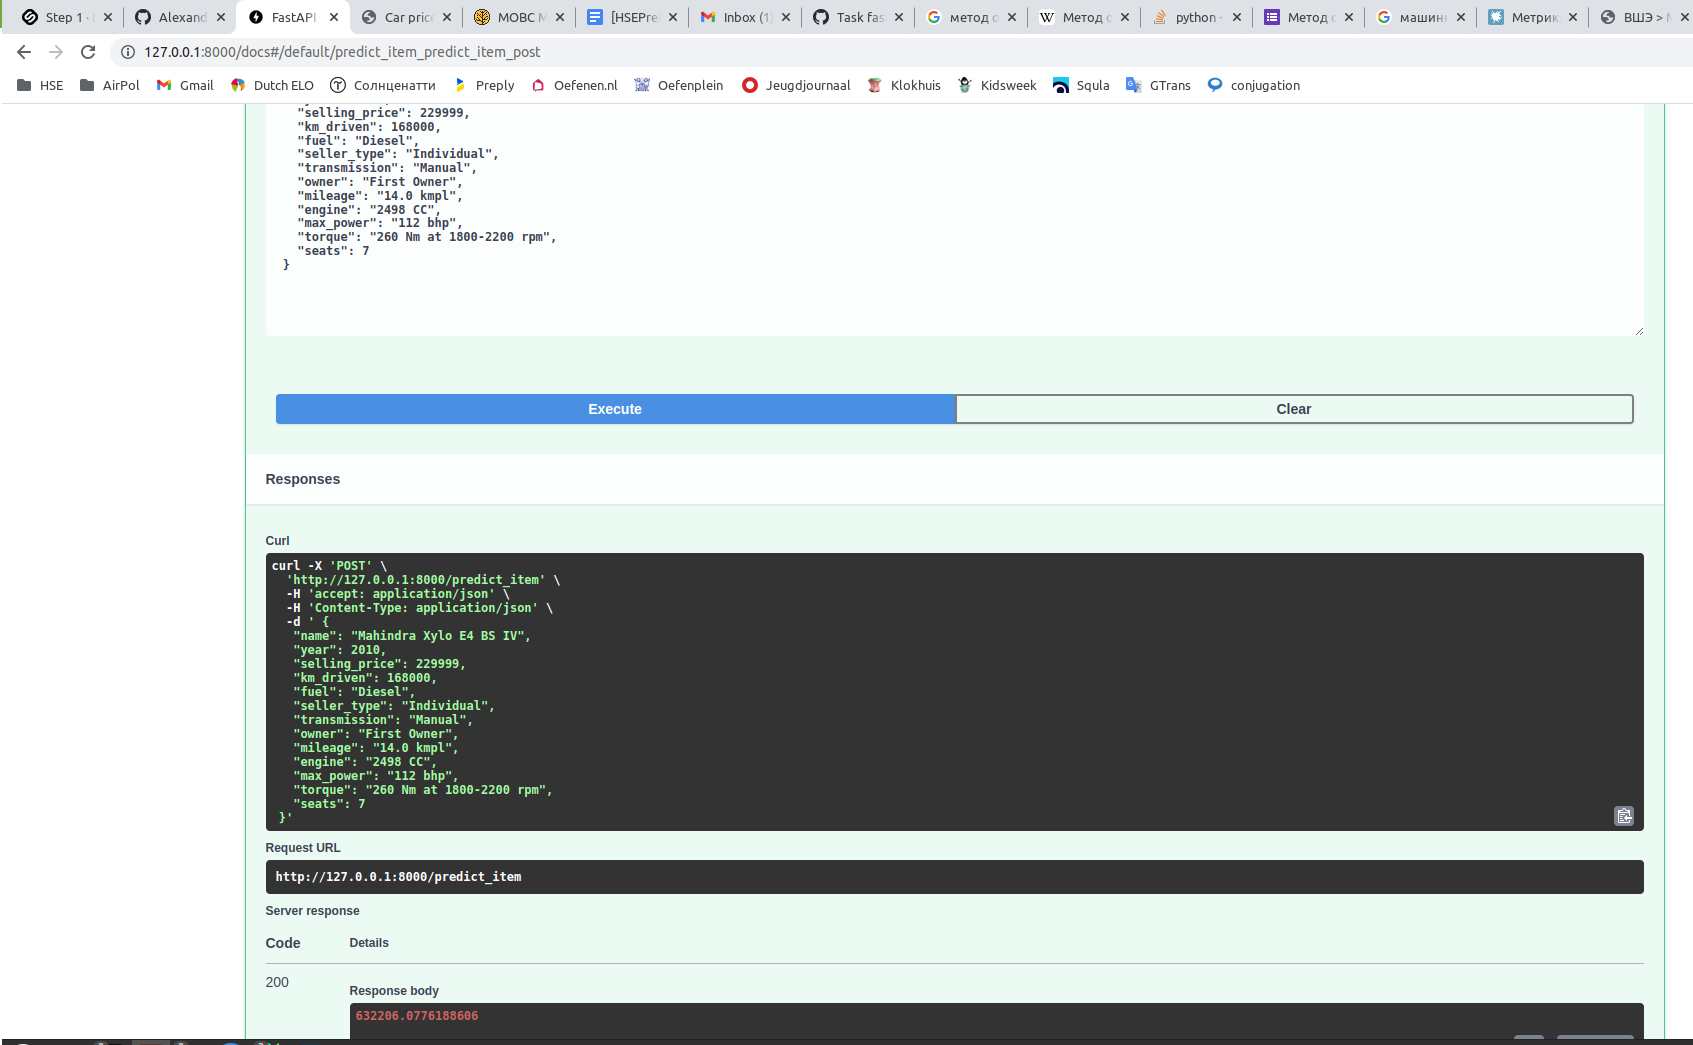 Step 1 ·
Alexand
FastAPI
Car pric
MOBC M
[HSEPre
Inbox (1)
Task fas
метод о
Метод о
python -
Метод о
машинн
Метрик
ВШЭ > М
127.0.0.1:8000/docs#/default/predict_item_predict_item_post
HSE
AirPol
Gmail
Dutch ELO
Солнценатти
Preply
Oefenen.nl
Oefenplein
Jeugdjournaal
Klokhuis
Kidsweek
Squla
GTrans
conjugation
"selling_price": 229999,
"km_driven": 168000,
"fuel": "Diesel",
"seller_type": "Individual",
"transmission": "Manual",
"owner": "First Owner",
"mileage": "14.0 kmpl",
"engine": "2498 CC",
"max_power": "112 bhp",
"torque": "260 Nm at 1800-2200 rpm",
"seats": 7
}
Execute
Clear
Responses
Curl
curl -X 'POST' \
'http://127.0.0.1:8000/predict_item' \
-H 'accept: application/json' \
-H 'Content-Type: application/json' \
-d ' {
"name": "Mahindra Xylo E4 BS IV",
"year": 2010,
"selling_price": 229999,
"km_driven": 168000,
"fuel": "Diesel",
"seller_type": "Individual",
"transmission": "Manual",
"owner": "First Owner",
"mileage": "14.0 kmpl",
"engine": "2498 CC",
"max_power": "112 bhp",
"torque": "260 Nm at 1800-2200 rpm",
"seats": 7
}'
Request URL
http://127.0.0.1:8000/predict_item
Server response
Code
Details
200
Response body
632206.0776188606